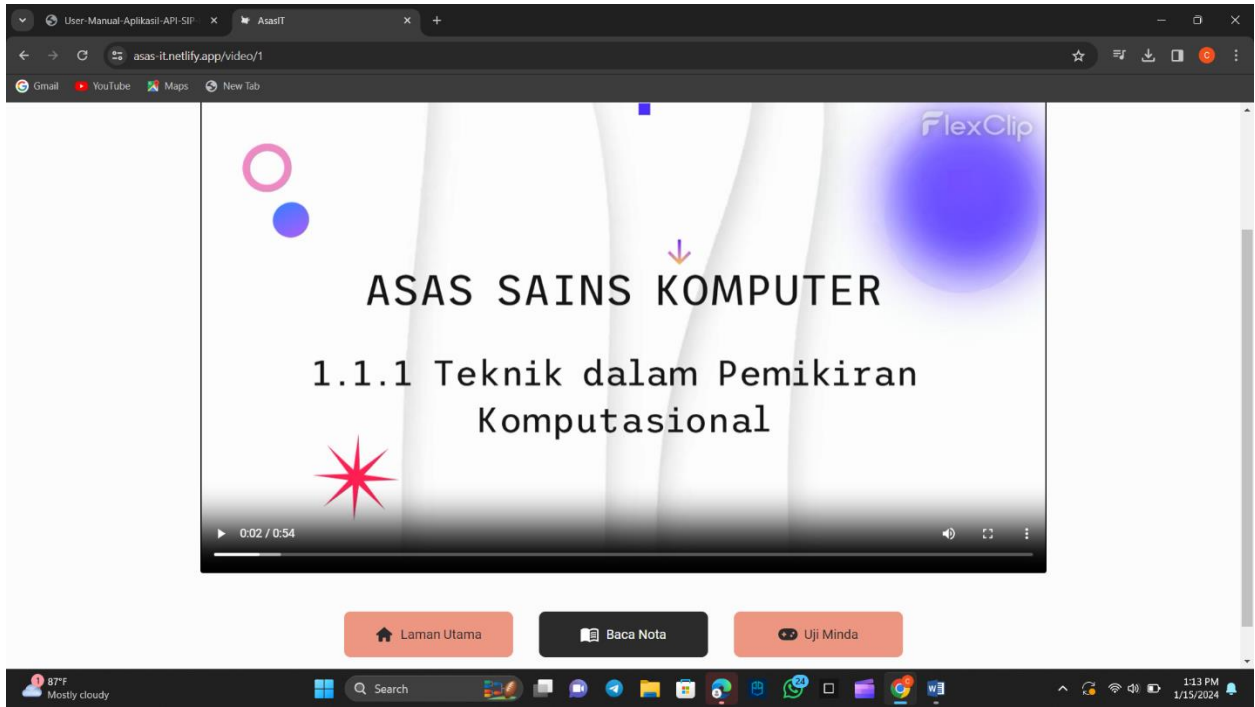 User-Manual-Aplikasil-API-SIP
AsasIT
asas-it.netlify.app/video/1
C
Gmail
YouTube
Maps
New Tab
FlexClip
ASAS SAINS KOMPUTER
1.1.1 Teknik dalam Pemikiran
Komputasional
0:02 / 0:54
Laman Utama
Baca Nota
Uji Minda
1
87°F
Mostly cloudy
Search
24
1:13 PM
1/15/2024